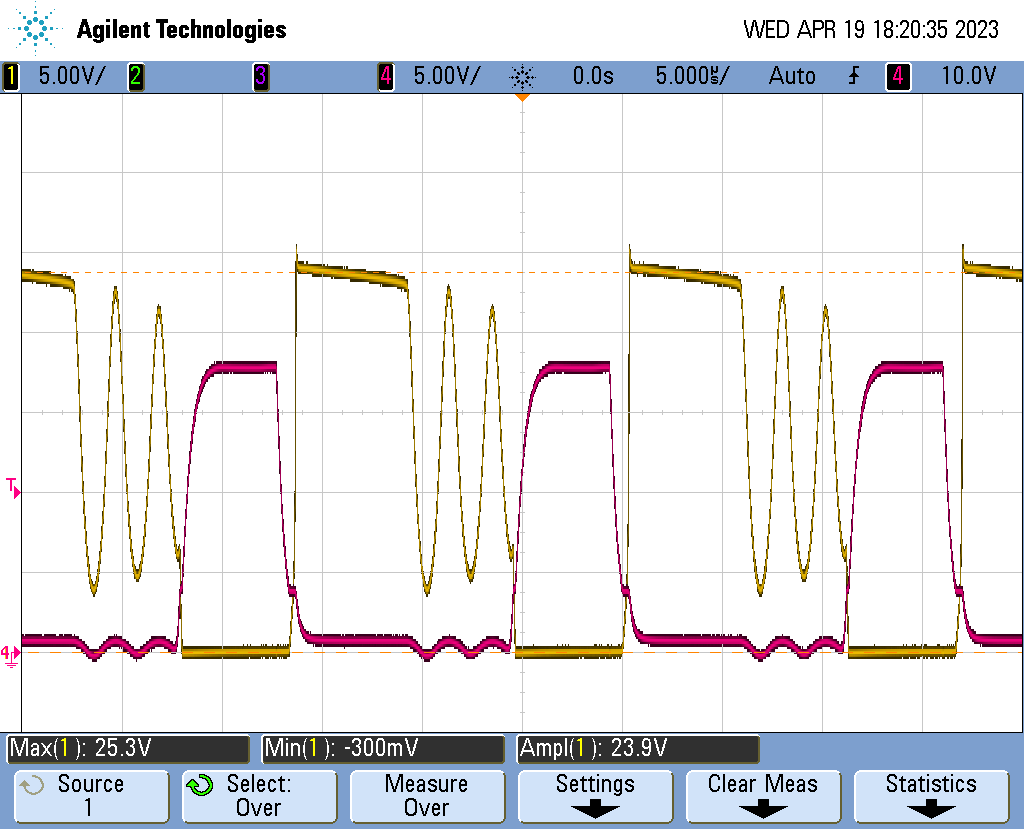 Agilent Technologies
WED APR 19 18:20:35 2023
1 5.00V/ 2 3 4 5.00V/ 0.0s 5.000µs/ Auto 4 10.0V
T
4
Max(1): 25.3V
Min(1): -300mV
Ampl(1): 23.9V
Source
1
Select:
Over
Measure
Over
Settings
Clear Meas
Statistics